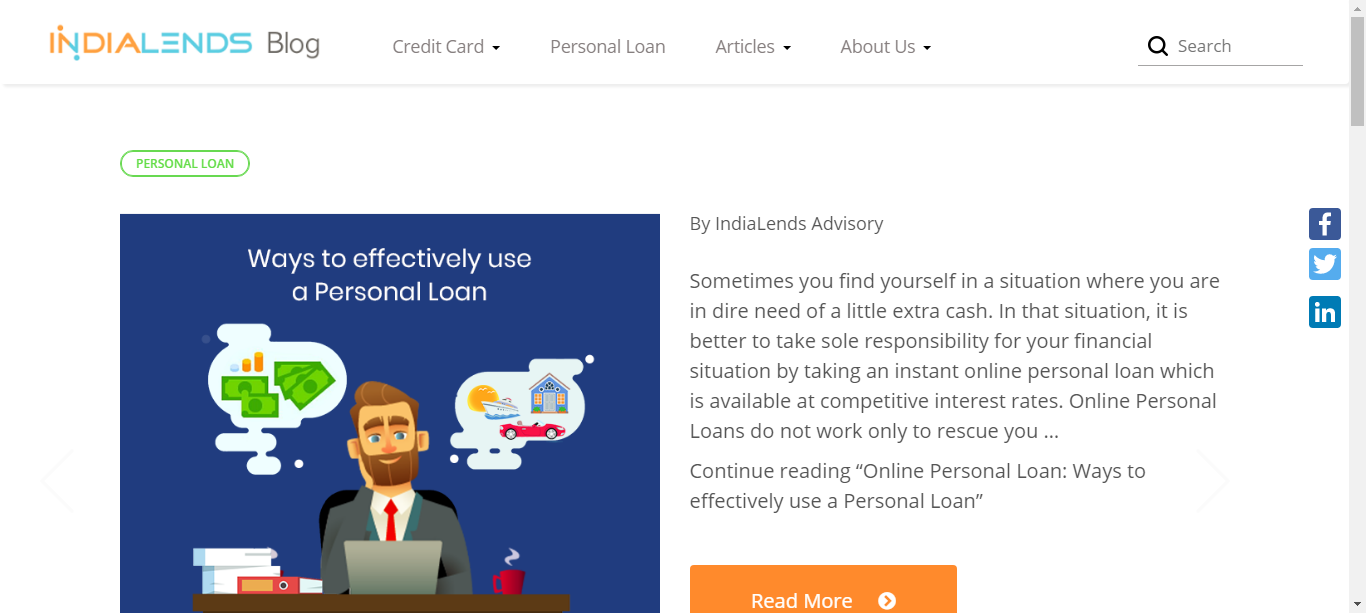 INDIALENDS Blog
Credit Card
Personal Loan
Articles
About Us
Search
PERSONAL LOAN
Ways to effectively use
a Personal Loan
By IndiaLends Advisory
Sometimes you find yourself in a situation where you are
in dire need of a little extra cash. In that situation, it is
better to take sole responsibility for your financial
situation by taking an instant online personal loan which
is available at competitive interest rates. Online Personal
Loans do not work only to rescue you ...
Continue reading “Online Personal Loan: Ways to
effectively use a Personal Loan”
Read More